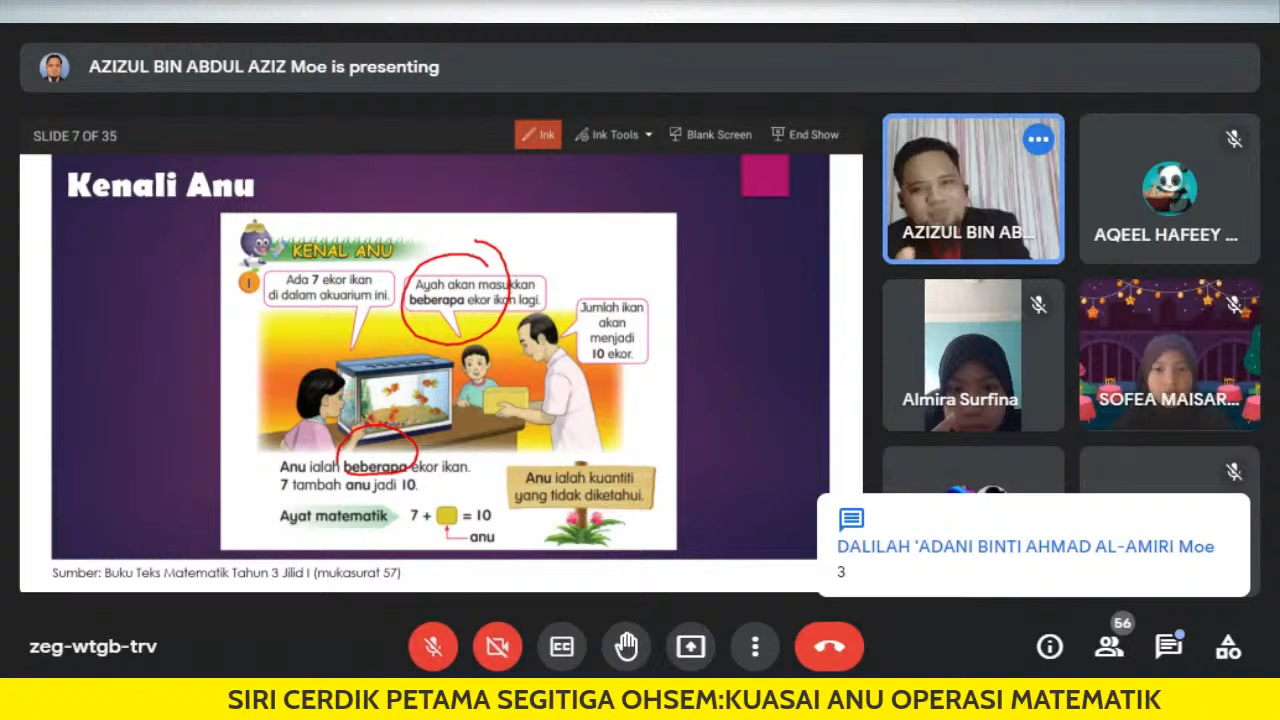 AZIZUL BIN ABDUL AZIZ Moe is presenting
SLIDE 7 OF 35
Ink
Ink Tools
Blank Screen
End Show
Kenali Anu
KENAL ANU
1
Ada 7 ekor ikan
di dalam akuarium ini.
Ayah akan masukkan
beberapa ekor ikan lagi.
Jumlah ikan
akan
menjadi
10 ekor.
Anu ialah beberapa ekor ikan.
7 tambah anu jadi 10.
Ayat matematik
7 + = 10
anu
Anu ialah kuantiti
yang tidak diketahui.
Sumber: Buku Teks Matematik Tahun 3 Jilid 1 (mukasurat 57)
AZIZUL BIN AB...
AQEEL HAFEEY ...
Almira Surfina
SOFEA MAISAR...
DALILAH 'ADANI BINTI AHMAD AL-AMIRI Moe
3
zeg-wtgb-trv
CC
56
SIRI CERDIK PETAMA SEGITIGA OHSEM:KUASAI ANU OPERASI MATEMATIK